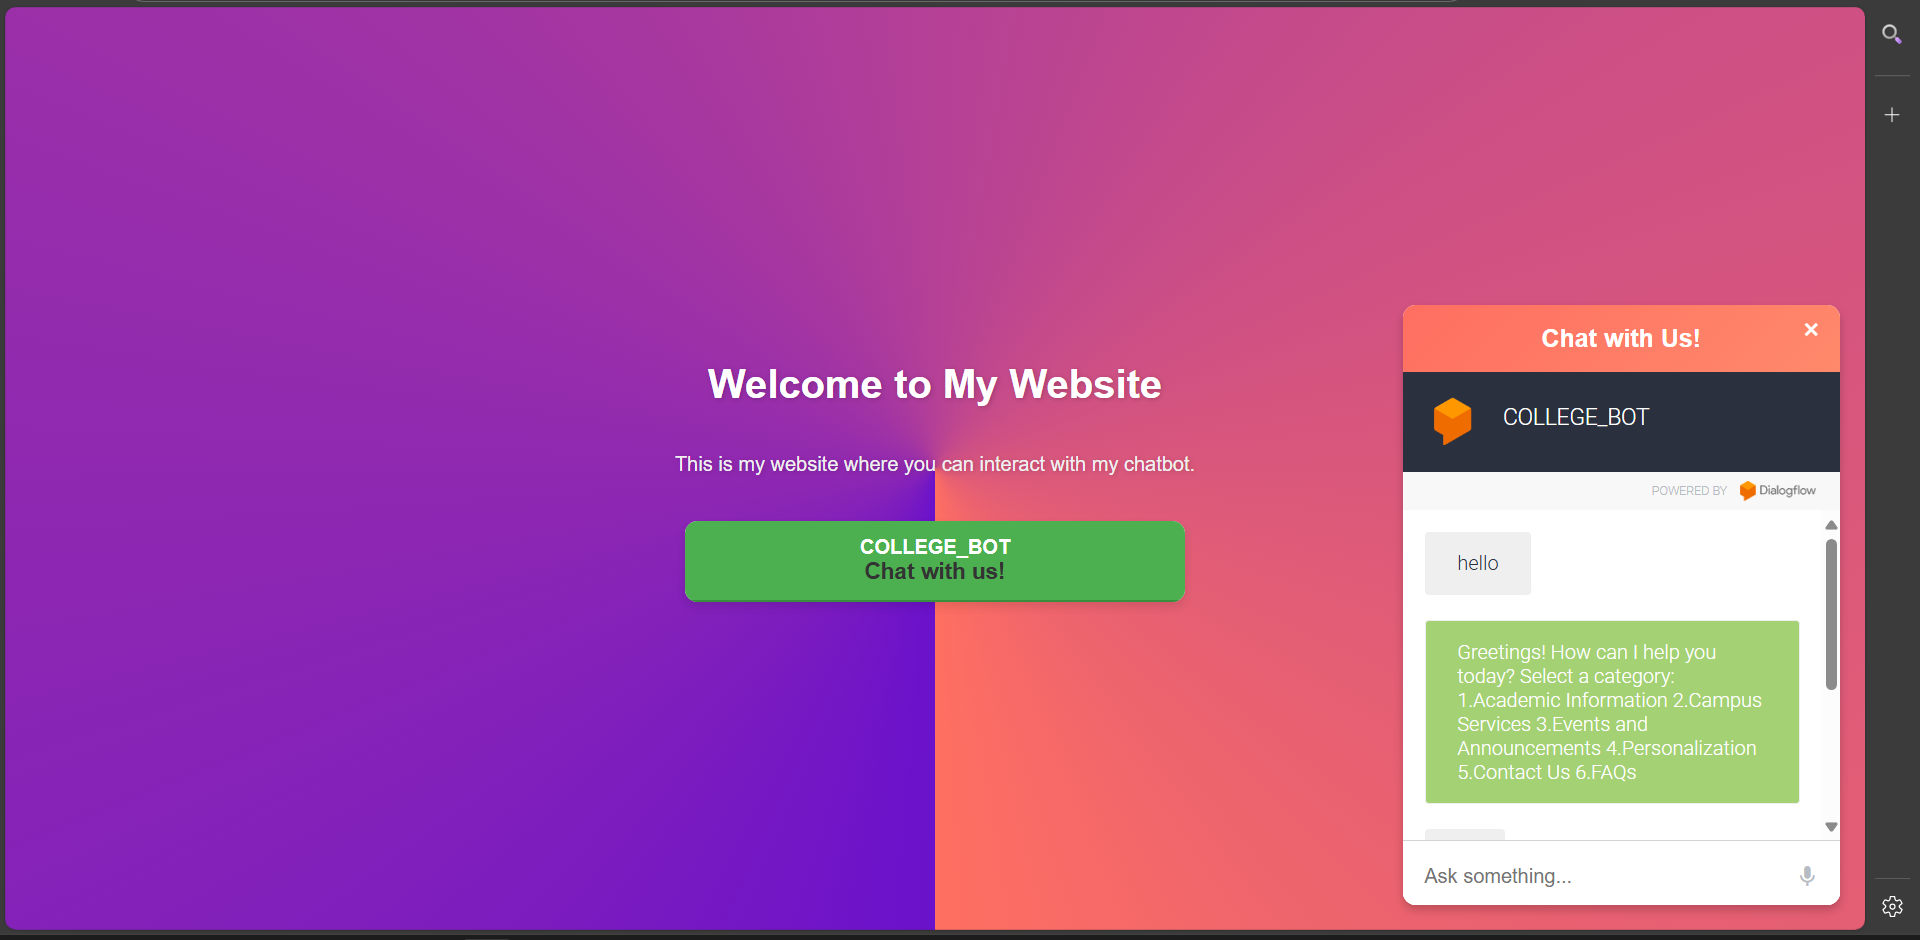 Welcome to My Website
This is my website where you can interact with my chatbot.
COLLEGE_BOT
Chat with us!
Chat with Us!
COLLEGE_BOT
POWERED BY Dialogflow
hello
Greetings! How can I help you
today? Select a category:
1.Academic Information 2.Campus
Services 3.Events and
Announcements 4.Personalization
5.Contact Us 6.FAQs
Ask something...